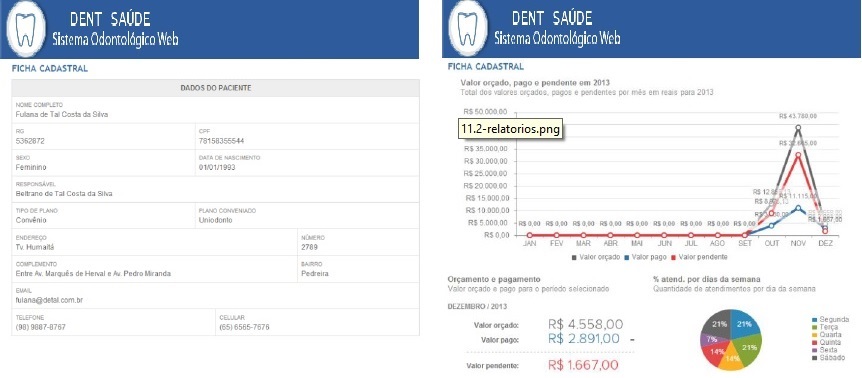 DENT SAÚDE
Sistema Odontológico Web
FICHA CADASTRAL
DADOS DO PACIENTE
NOME COMPLETO
Fulana de Tal Costa da Silva
RG CPF
5362872 78158355544
SEXO DATA DE NASCIMENTO
Feminino 01/01/1993
RESPONSÁVEL
Beltrano de Tal Costa da Silva
TIPO DE PLANO PLANO CONVENIADO
Convênio Uniodonto
ENDEREÇO NÚMERO
Tv. Humaitá 2789
COMPLEMENTO BAIRRO
Entre Av. Marquês de Herval e Av. Pedro Miranda Pedreira
EMAIL
fulana@detal.com.br
TELEFONE CELULAR
(98) 9887-8767 (65) 6565-7676
DENT SAÚDE
Sistema Odontológico Web
FICHA CADASTRAL
Valor orçado, pago e pendente em 2013
Total dos valores orçados, pagos e pendentes por mês em reais para 2013
R$ 50.000,00
R$ 43.780,00
11.2-relatorios.png
R$ 35.000,00
R$ 30.000,00
R$ 25.000,00
R$ 20.000,00
R$ 15.000,00
R$ 11.115,00
R$ 10.000,00
R$ 5.000,00
R$ 1.667,00
R$ 0,00 R$ 0,00 R$ 0,00 R$ 0,00 R$ 0,00 R$ 0,00 R$ 0,00 R$ 0,00 R$ 0,00
R$ 0,00
JAN FEV MAR ABR MAI JUN JUL AGO SET OUT NOV DEZ
Valor orçado Valor pago Valor pendente
Orçamento e pagamento
Valor orçado e pago para o período selecionado
DEZEMBRO / 2013
Valor orçado: R$ 4.558,00
Valor pago: R$ 2.891,00 -
Valor pendente: R$ 1.667,00
% atend. por dias da semana
Quantidade de atendimentos por dia da semana
21% 21%
7% 21%
14% 14%
Segunda
Terça
Quarta
Quinta
Sexta
Sábado